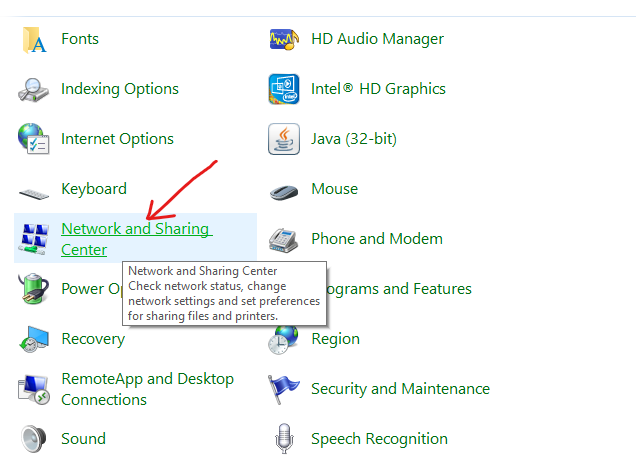 Fonts
HD Audio Manager
Indexing Options
Intel® HD Graphics
Internet Options
Java (32-bit)
Keyboard
Mouse
Network and Sharing
Center
Phone and Modem
Network and Sharing Center
Check network status, change
network settings and set preferences
for sharing files and printers.
Power Op
ograms and Features
Recovery
Region
RemoteApp and Desktop
Connections
Security and Maintenance
Sound
Speech Recognition